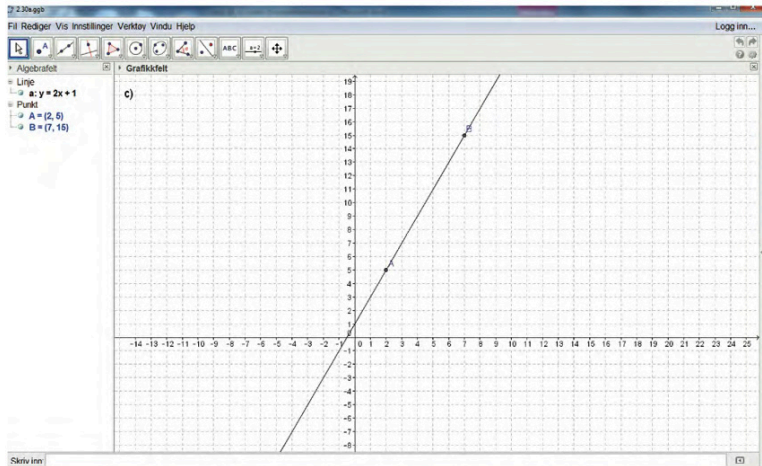 2.30a.ggb
Fil Rediger Vis Innstillinger Verktøy Vindu Hjelp
Logg inn...
A
ABC
a=2
Algebrafelt
Grafikkfelt
Linje
a: y = 2x + 1
Punkt
A = (2, 5)
B = (7, 15)
c)
19
18
17
16
15
B
14
13
12
11
10
9
8
7
6
5
A
4
3
2
1
a
-14 -13 -12 -11 -10 -9 -8 -7 -6 -5 -4 -3 -2 -1 0 1 2 3 4 5 6 7 8 9 10 11 12 13 14 15 16 17 18 19 20 21 22 23 24 25
-1
-2
-3
-4
-5
-6
-7
-8
Skriv inn: